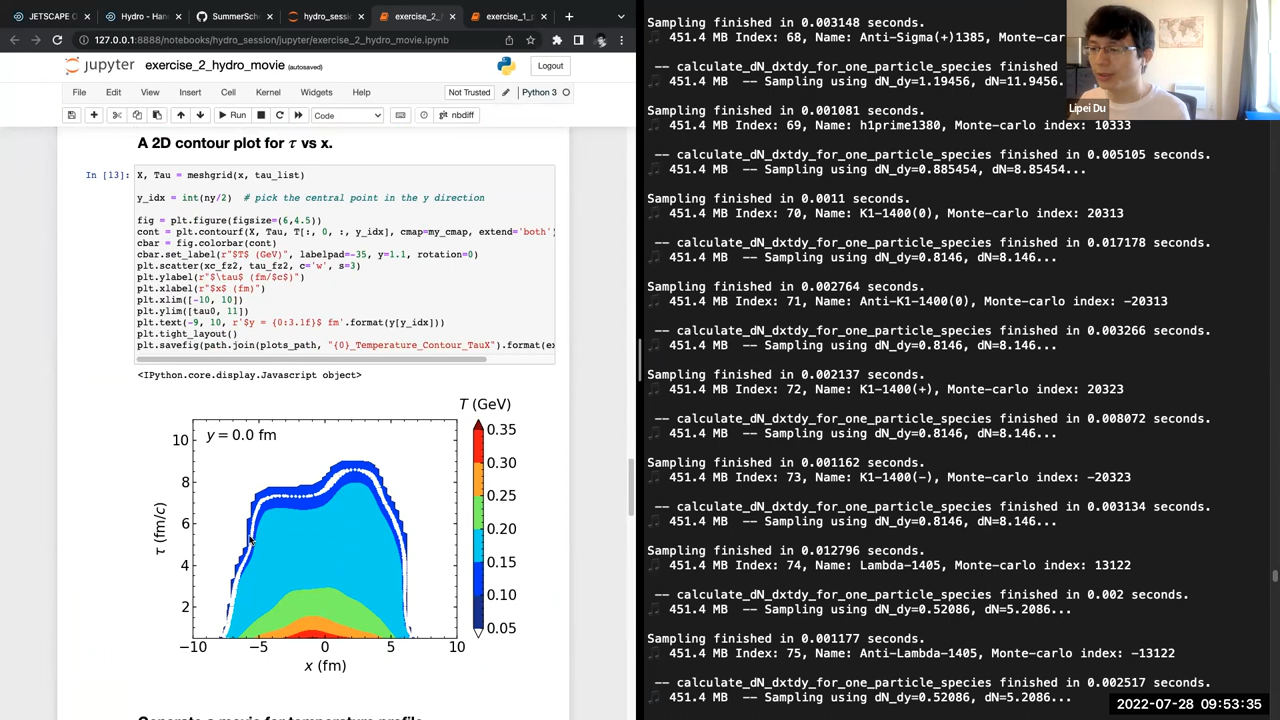 JETSCAPE C
Hydro - Han
SummerSch
hydro_sessi
exercise_2_
exercise_1_
127.0.0.1:8888/notebooks/hydro_session/jupyter/exercise_2_hydro_movie.ipynb
jupyter exercise_2_hydro_movie (autosaved)
Logout
File Edit View Insert Cell Kernel Widgets Help
Not Trusted Python 3
Run Code nbdiff
A 2D contour plot for τ vs x.
In [13]: X, Tau = meshgrid(x, tau_list)
y_idx = int(ny/2) # pick the central point in the y direction
fig = plt.figure(figsize=(6,4.5))
cont = plt.contourf(X, Tau, T[:, 0, :, y_idx], cmap=my_cmap, extend='both')
cbar = fig.colorbar(cont)
cbar.set_label(r"$T$ (GeV)", labelpad=-35, y=1.1, rotation=0)
plt.scatter(xc_fz2, tau_fz2, c='w', s=3)
plt.ylabel(r"$\tau$ (fm/$c$)")
plt.xlabel(r"$x$ (fm)")
plt.xlim([-10, 10])
plt.ylim([tau0, 11])
plt.text(-9, 10, r'$y = {0:3.1f}$ fm'.format(y[y_idx]))
plt.tight_layout()
plt.savefig(path.join(plots_path, "{0}_Temperature_Contour_TauX").format(ex
<IPython.core.display.Javascript object>
T (GeV)
y = 0.0 fm
10
8
6
4
2
τ (fm/c)
−10 −5 0 5 10
x (fm)
0.35
0.30
0.25
0.20
0.15
0.10
0.05
Generate a movie for temperature profile
Sampling finished in 0.003148 seconds.
451.4 MB Index: 68, Name: Anti-Sigma(+)1385, Monte-car
-- calculate_dN_dxtdy_for_one_particle_species finished in
451.4 MB -- Sampling using dN_dy=1.19456, dN=11.9456.
Sampling finished in 0.001081 seconds.
451.4 MB Index: 69, Name: h1prime1380, Monte-carlo index: 10333
-- calculate_dN_dxtdy_for_one_particle_species finished in 0.005105 seconds.
451.4 MB -- Sampling using dN_dy=0.885454, dN=8.85454...
Sampling finished in 0.0011 seconds.
451.4 MB Index: 70, Name: K1-1400(0), Monte-carlo index: 20313
-- calculate_dN_dxtdy_for_one_particle_species finished in 0.017178 seconds.
451.4 MB -- Sampling using dN_dy=0.8146, dN=8.146...
Sampling finished in 0.002764 seconds.
451.4 MB Index: 71, Name: Anti-K1-1400(0), Monte-carlo index: -20313
-- calculate_dN_dxtdy_for_one_particle_species finished in 0.003266 seconds.
451.4 MB -- Sampling using dN_dy=0.8146, dN=8.146...
Sampling finished in 0.002137 seconds.
451.4 MB Index: 72, Name: K1-1400(+), Monte-carlo index: 20323
-- calculate_dN_dxtdy_for_one_particle_species finished in 0.008072 seconds.
451.4 MB -- Sampling using dN_dy=0.8146, dN=8.146...
Sampling finished in 0.001162 seconds.
451.4 MB Index: 73, Name: K1-1400(-), Monte-carlo index: -20323
-- calculate_dN_dxtdy_for_one_particle_species finished in 0.003134 seconds.
451.4 MB -- Sampling using dN_dy=0.8146, dN=8.146...
Sampling finished in 0.012796 seconds.
451.4 MB Index: 74, Name: Lambda-1405, Monte-carlo index: 13122
-- calculate_dN_dxtdy_for_one_particle_species finished in 0.002 seconds.
451.4 MB -- Sampling using dN_dy=0.52086, dN=5.2086...
Sampling finished in 0.001177 seconds.
451.4 MB Index: 75, Name: Anti-Lambda-1405, Monte-carlo index: -13122
-- calculate_dN_dxtdy_for_one_particle_species finished in 0.002517 seconds.
451.4 MB -- Sampling using dN_dy=0.52086, dN=5.2086...
Lipei Du
2022-07-28 09:53:35